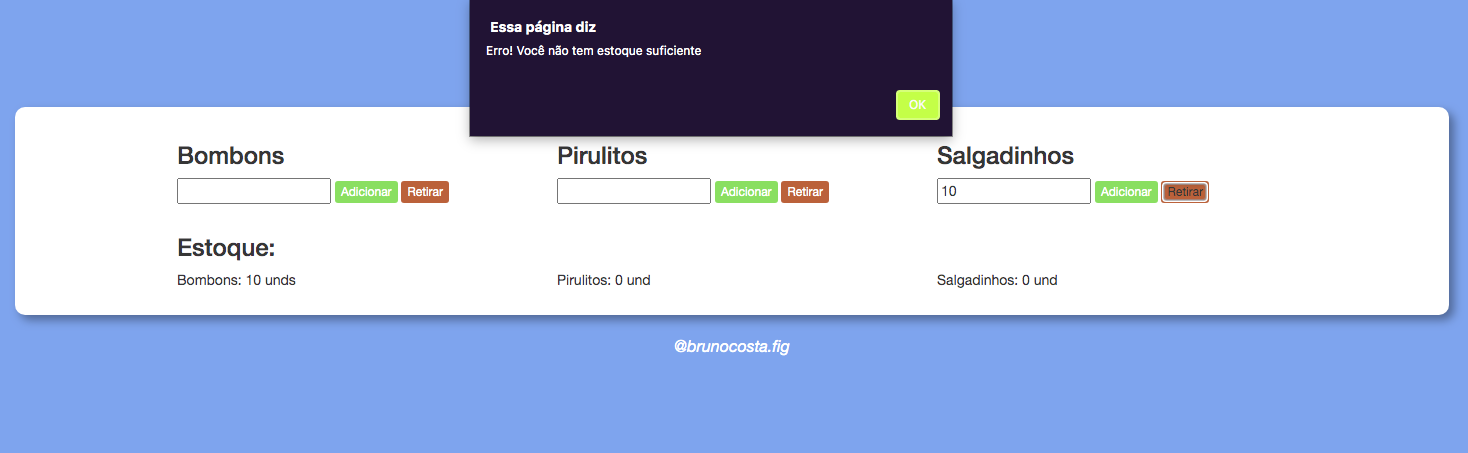 Essa página diz
Erro! Você não tem estoque suficiente
OK
Bombons
Adicionar Retirar
Pirulitos
Adicionar Retirar
Salgadinhos
10 Adicionar Retirar
Estoque:
Bombons: 10 unds
Pirulitos: 0 und
Salgadinhos: 0 und
@brunocosta.fig